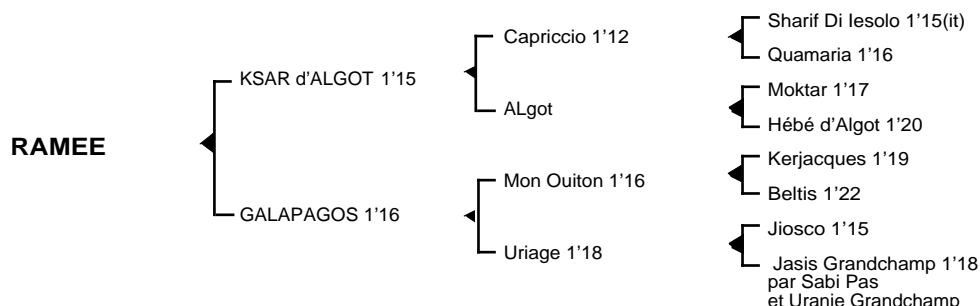 Sharif Di Iesolo 1’15(it)
Capriccio 1’12
Quamaria 1’16
KSAR d’ALGOT 1’15
Moktar 1’17
ALgot
Hébé d’Algot 1’20
RAMEE
Kerjacques 1’19
Mon Ouiton 1’16
Beltis 1’22
GALAPAGOS 1’16
Jiosco 1’15
Uriage 1’18
Jasis Grandchamp 1’18
par Sabi Pas
et Uranie Grandchamp